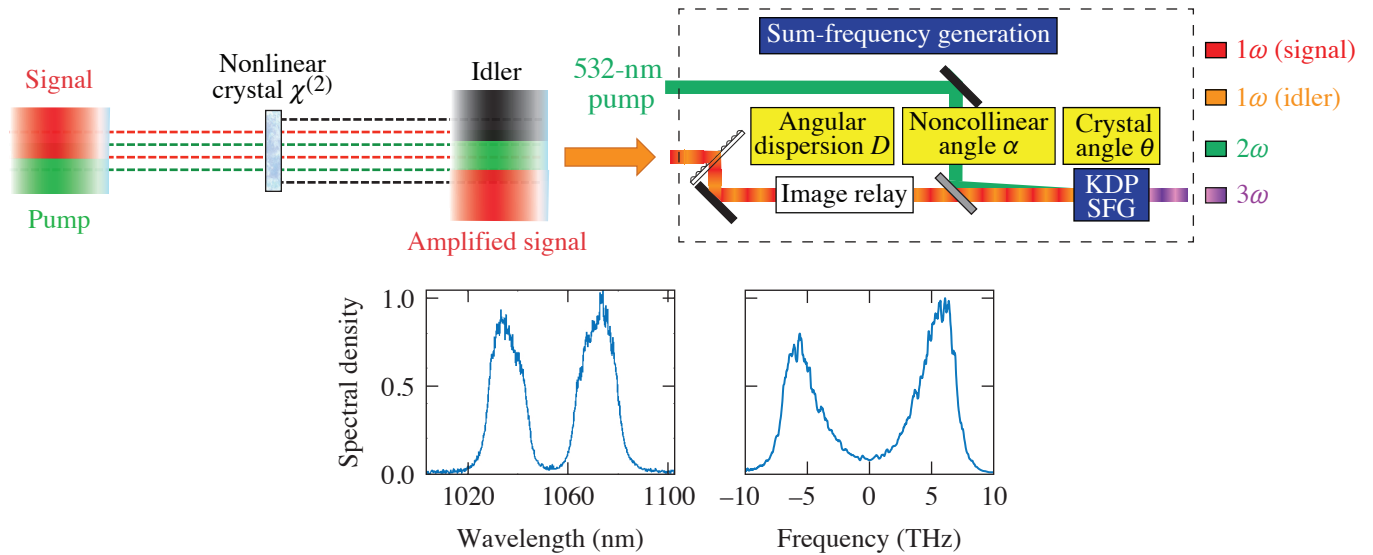 Signal
Pump
Nonlinear
crystal χ(2)
Idler
Amplified signal
532-nm
pump
Sum-frequency generation
Angular
dispersion D
Noncollinear
angle α
Crystal
angle θ
Image relay
KDP
SFG
1ω (signal)
1ω (idler)
2ω
3ω
Spectral density
1.0
0.5
0.0
1020
1060
1100
Wavelength (nm)
–10
–5
0
5
10
Frequency (THz)